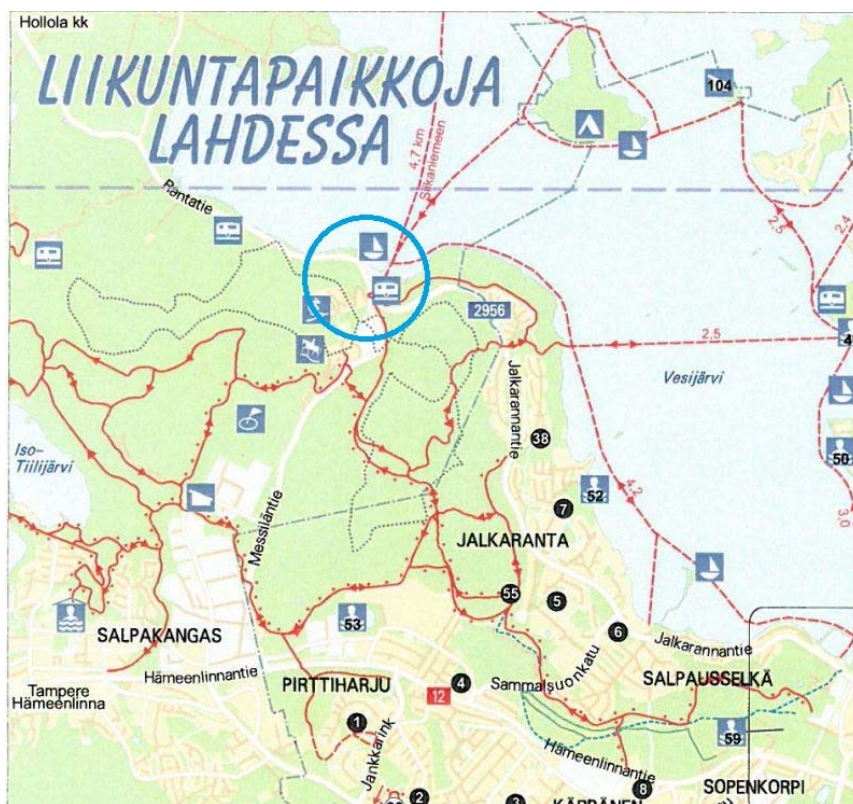 Hollola kk
LIIKUNTAPAIKKOJA
LAHDESSA
104
4,7 km
Siikaniemeen
Rantatie
2,5
2,4
2956
2,5
Vesijärvi
Jalkarannantie
38
50
Iso-
Tiilijärvi
Messiläntie
52
4,2
7
3,0
JALKARANTA
55
5
53
6
SALPAKANGAS
Jalkarannantie
Hämeenlinnantie
PIRTTIHARJU
4
Sammalsuonkatu
SALPAUSSELKÄ
Tampere
Hämeenlinna
12
1
59
Jankkarink
Hämeenlinnantie
8
SOPENKORPI
2
3